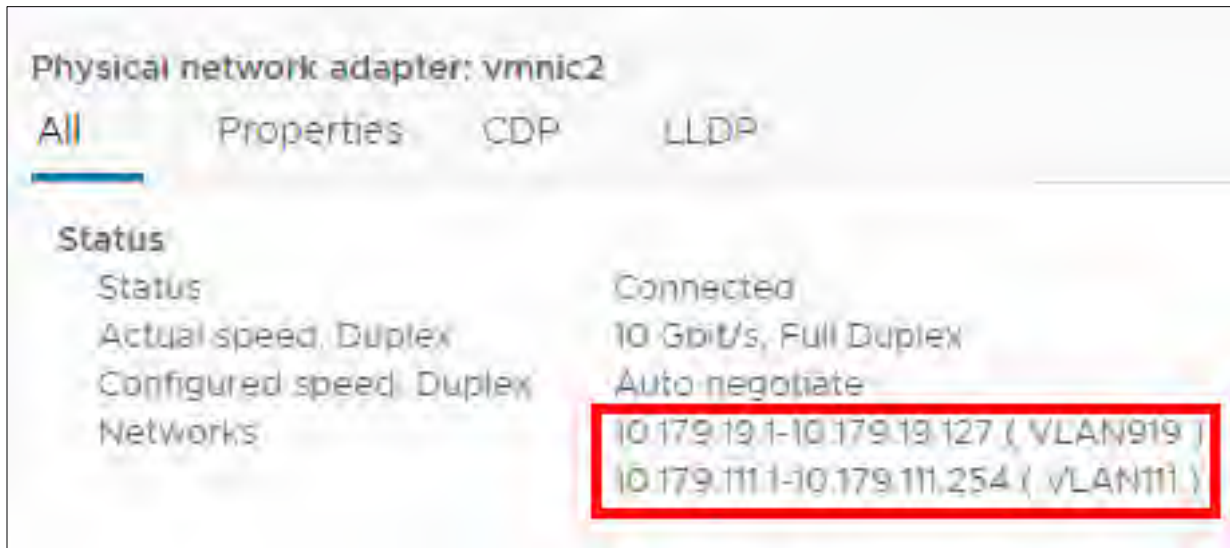 Physical network adapter: vmnic2
All Properties CDP LLDP
Status
Status Connected
Actual speed, Duplex 10 Gbit/s, Full Duplex
Configured speed, Duplex Auto negotiate
Networks 10.179.19.1-10.179.19.127 ( VLAN919 )
10.179.111.1-10.179.111.254 ( VLAN111 )